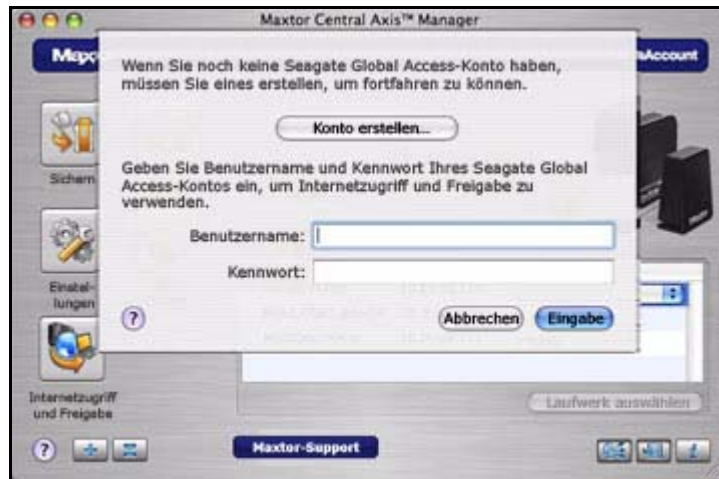 Maxtor Central Axis™ Manager
Wenn Sie noch keine Seagate Global Access-Konto haben,
müssen Sie eines erstellen, um fortfahren zu können.
Konto erstellen...
Geben Sie Benutzername und Kennwort Ihres Seagate Global
Access-Kontos ein, um Internetzugriff und Freigabe zu
verwenden.
Benutzername:
Kennwort:
?
Abbrechen
Eingabe
Sichern
Einstel-
lungen
Internetzugriff
und Freigabe
Laufwerk auswählen
?
Maxtor-Support
i